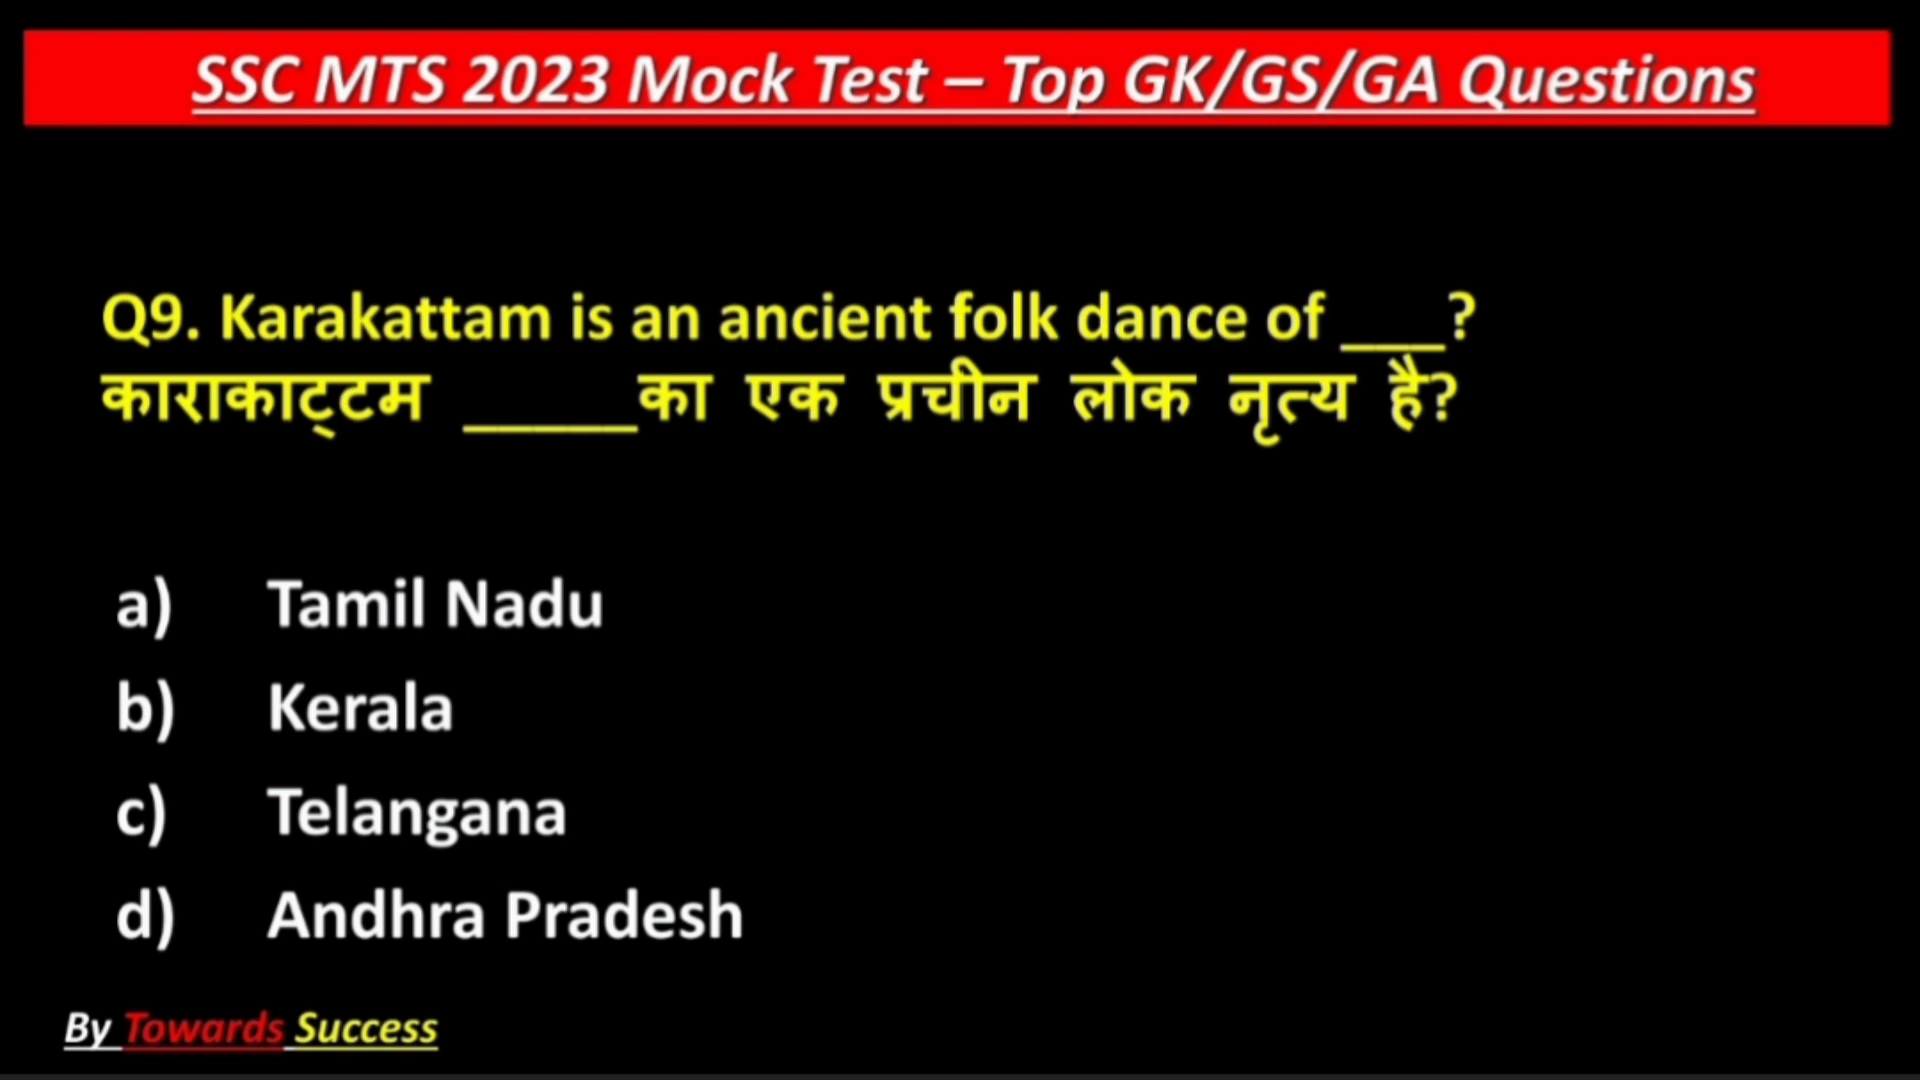 SSC MTS 2023 Mock Test – Top GK/GS/GA Questions
Q9. Karakattam is an ancient folk dance of ___?
काराकाट्टम _____का एक प्रचीन लोक नृत्य है?
a) Tamil Nadu
b) Kerala
c) Telangana
d) Andhra Pradesh
By Towards Success